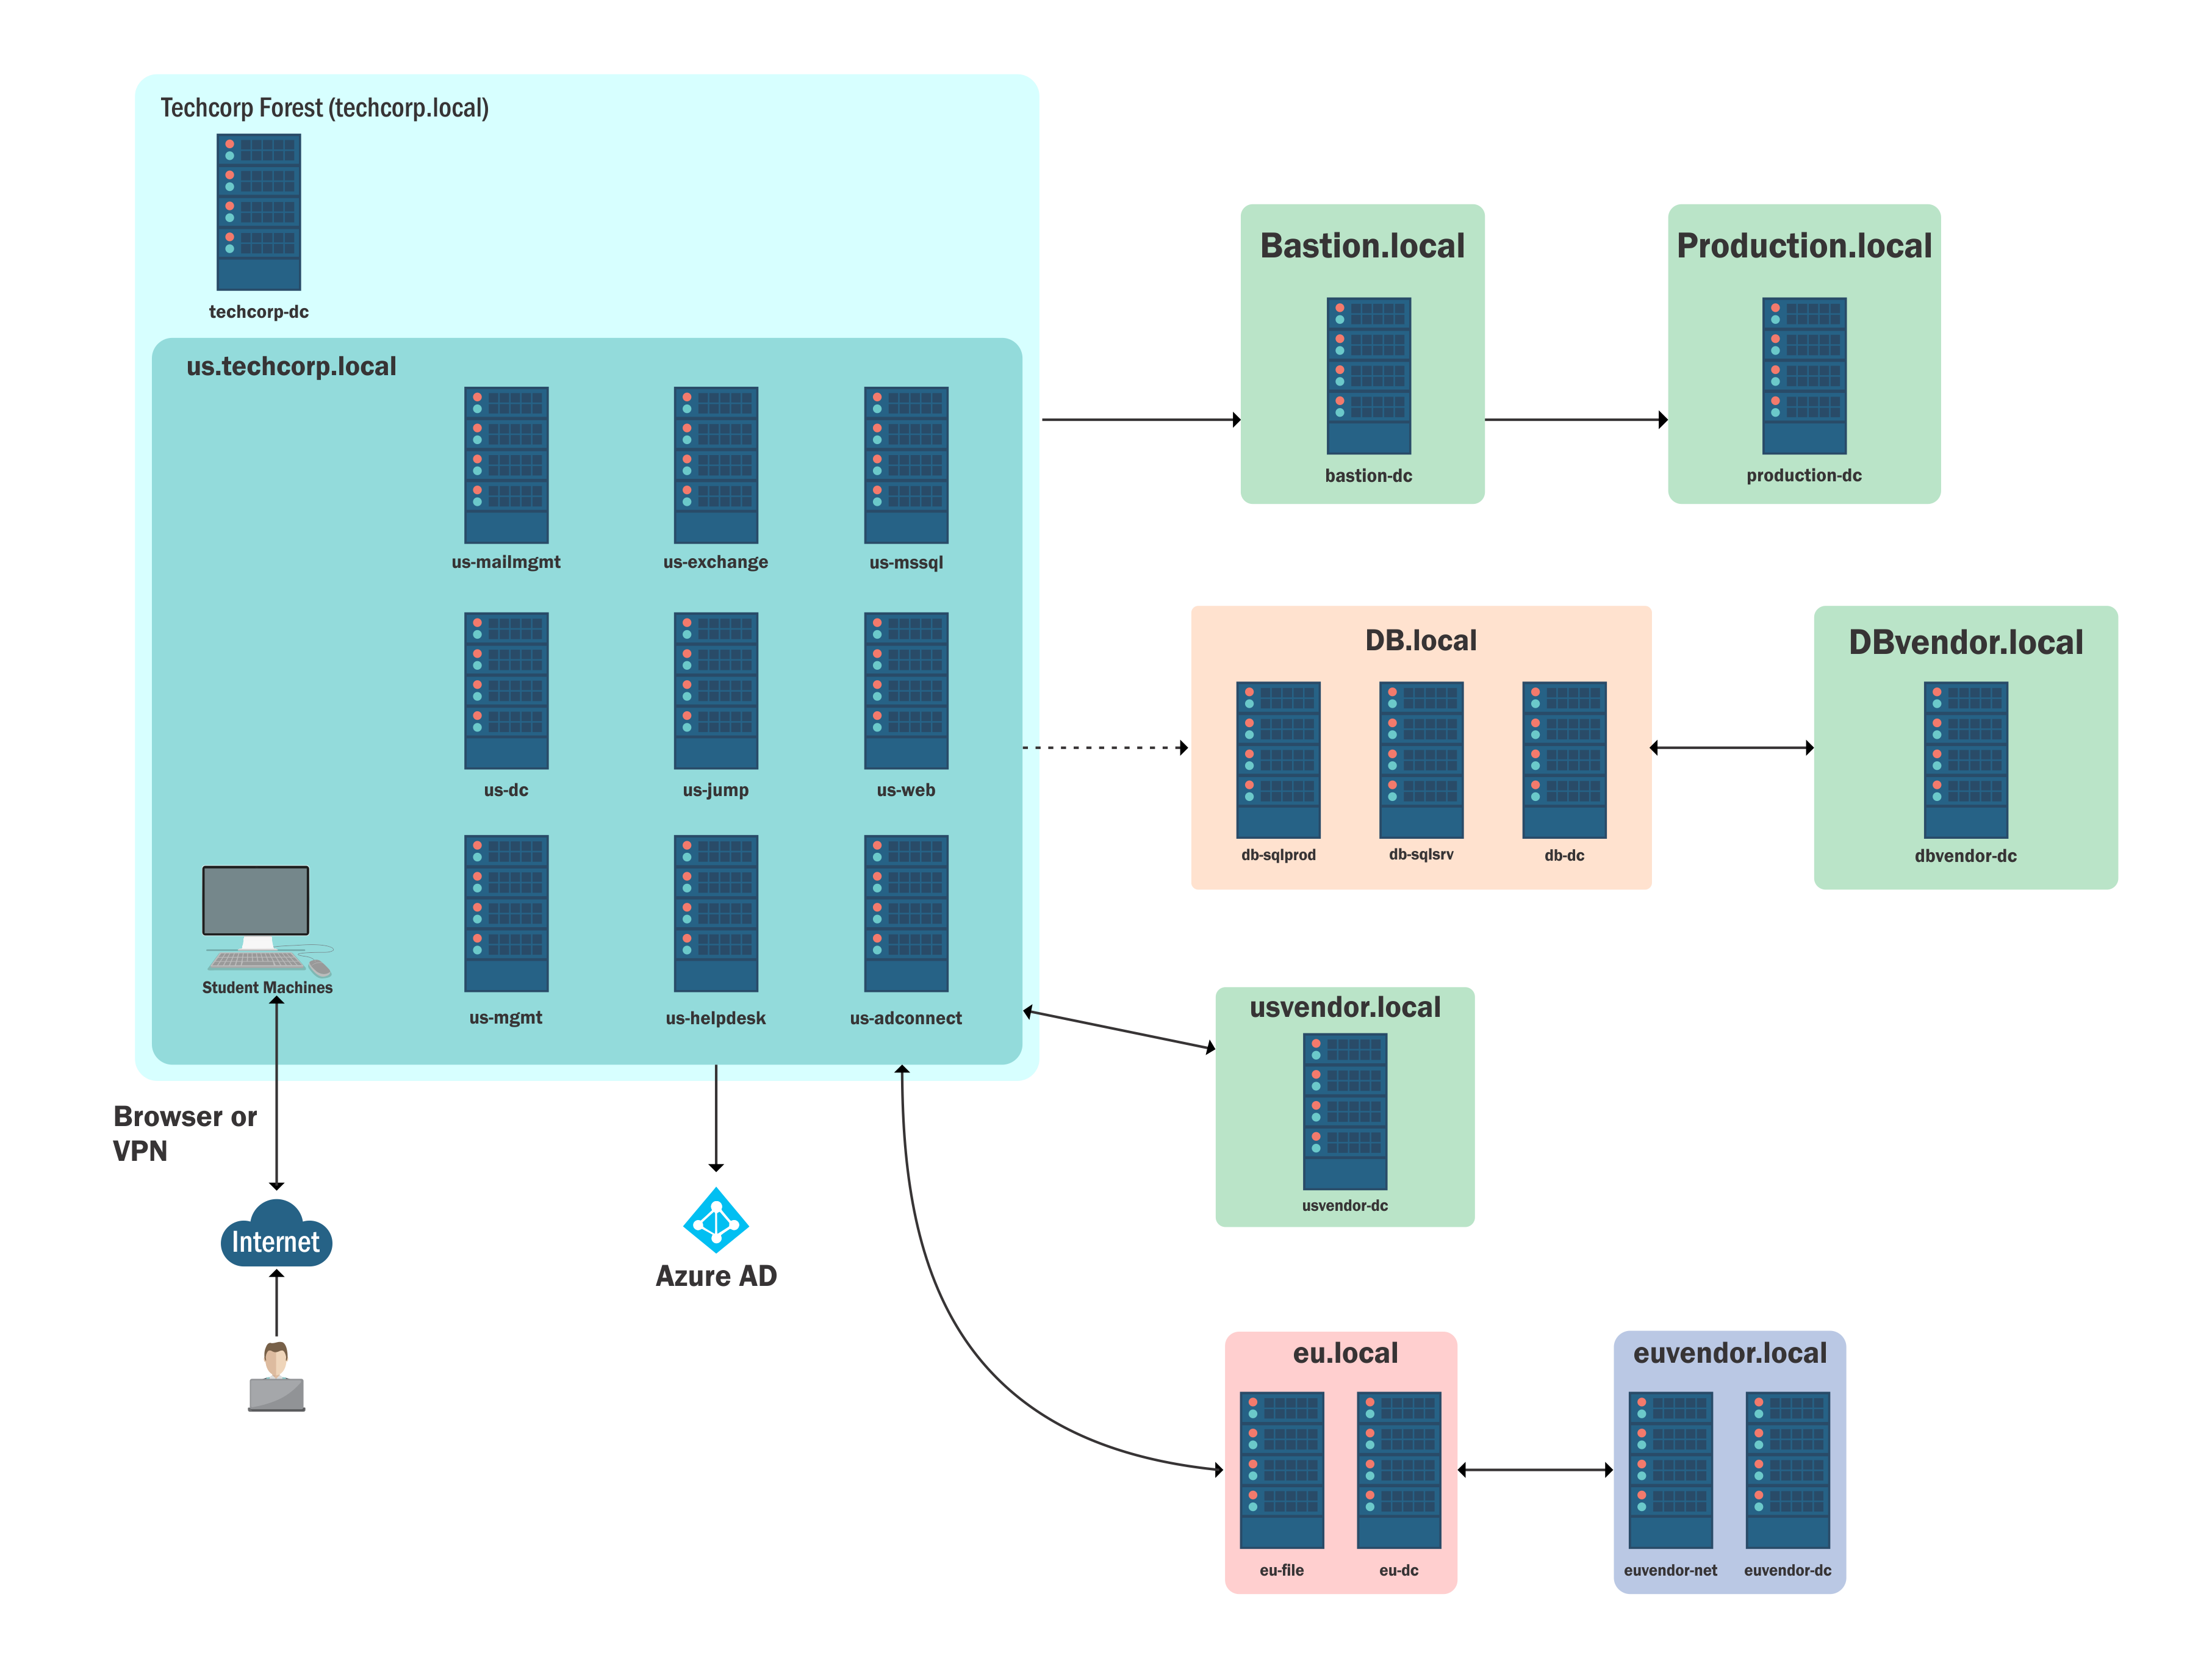 Techcorp Forest (techcorp.local)
techcorp-dc
us.techcorp.local
us-mailmgmt
us-exchange
us-mssql
us-dc
us-jump
us-web
Student Machines
us-mgmt
us-helpdesk
us-adconnect
Browser or
VPN
Internet
Azure AD
Bastion.local
bastion-dc
Production.local
production-dc
DB.local
db-sqlprod
db-sqlsrv
db-dc
DBvendor.local
dbvendor-dc
usvendor.local
usvendor-dc
eu.local
eu-file
eu-dc
euvendor.local
euvendor-net
euvendor-dc